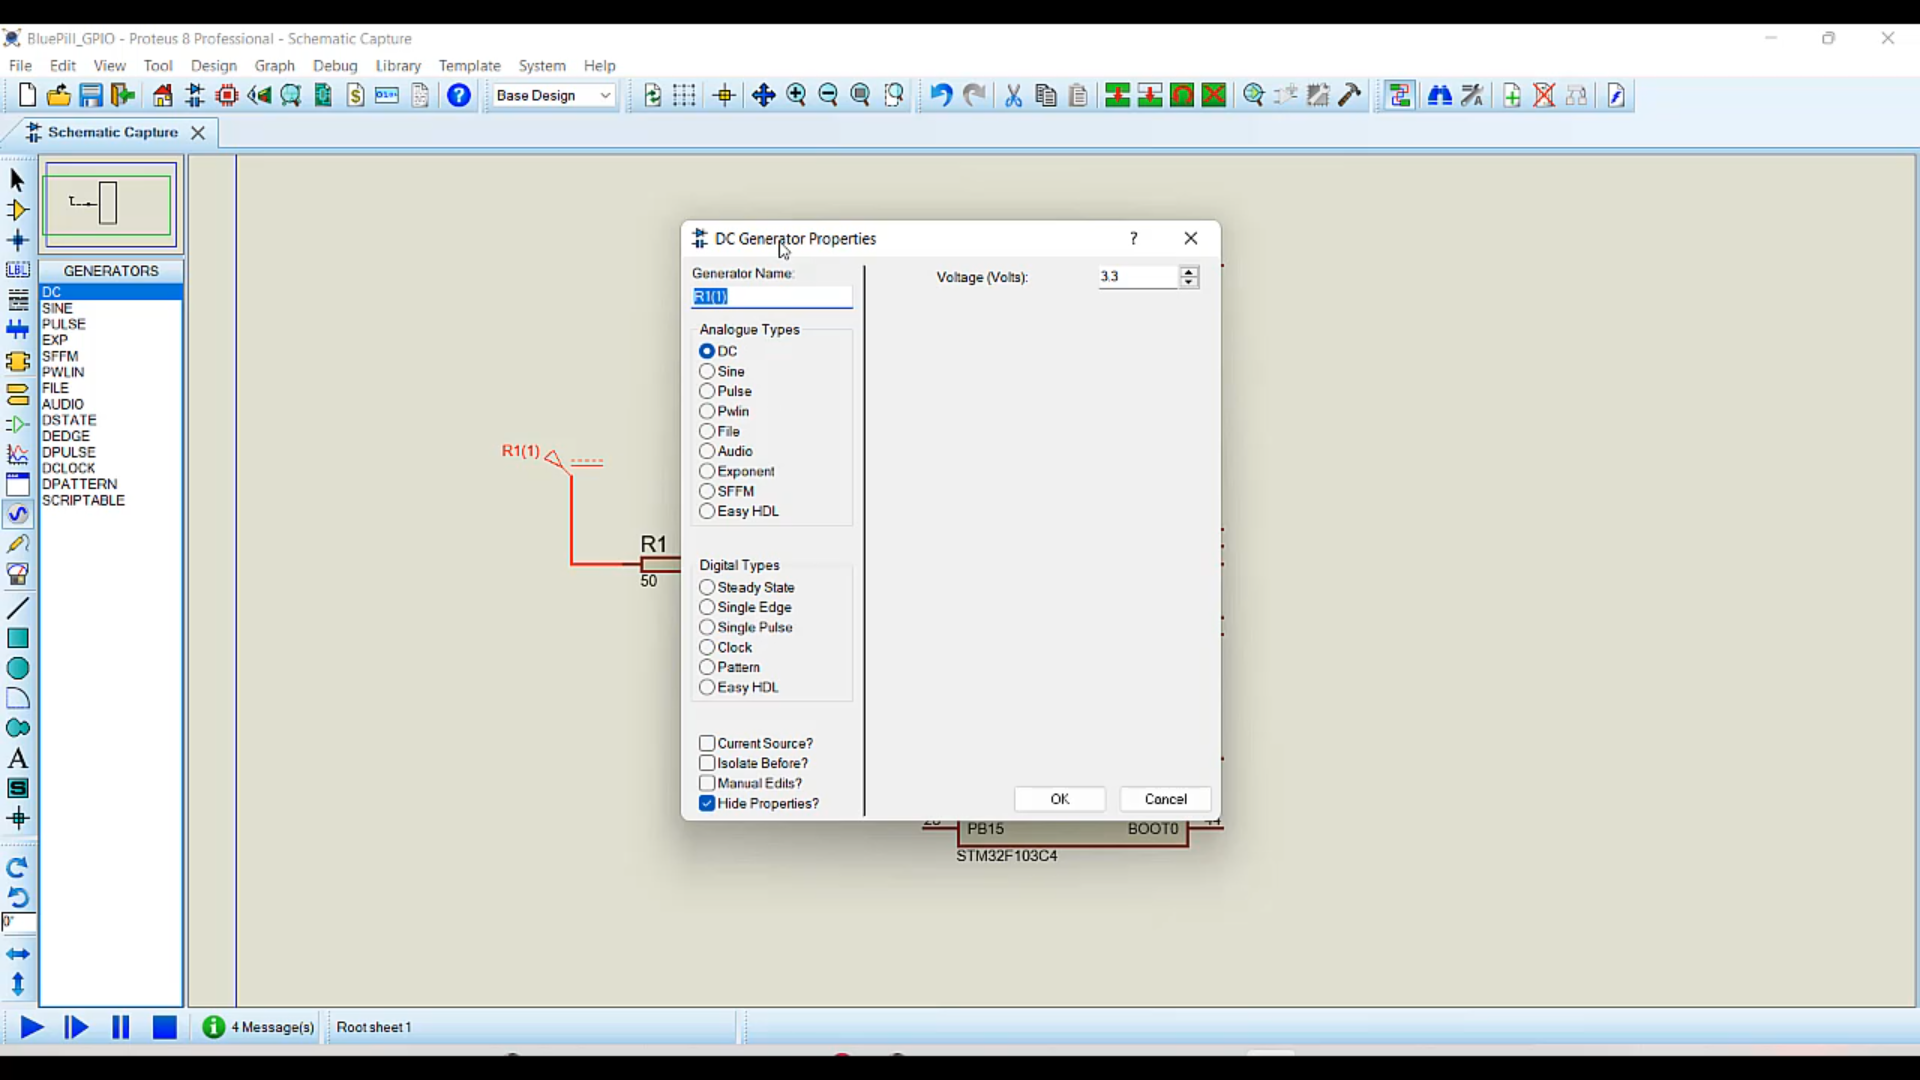 BluePill_GPIO - Proteus 8 Professional - Schematic Capture
File Edit View Tool Design Graph Debug Library Template System Help
Base Design
Schematic Capture
GENERATORS
DC
SINE
PULSE
EXP
SFFM
PWLIN
FILE
AUDIO
DSTATE
DEDGE
DPULSE
DCLOCK
DPATTERN
SCRIPTABLE
LBL
A
S
0°
R1(1)
R1
50
DC Generator Properties
?
Generator Name:
R1(1)
Analogue Types
DC
Sine
Pulse
Pwlin
File
Audio
Exponent
SFFM
Easy HDL
Digital Types
Steady State
Single Edge
Single Pulse
Clock
Pattern
Easy HDL
Current Source?
Isolate Before?
Manual Edits?
Hide Properties?
Voltage (Volts): 3.3
OK Cancel
PB15 BOOT0
STM32F103C4
4 Message(s) Root sheet 1